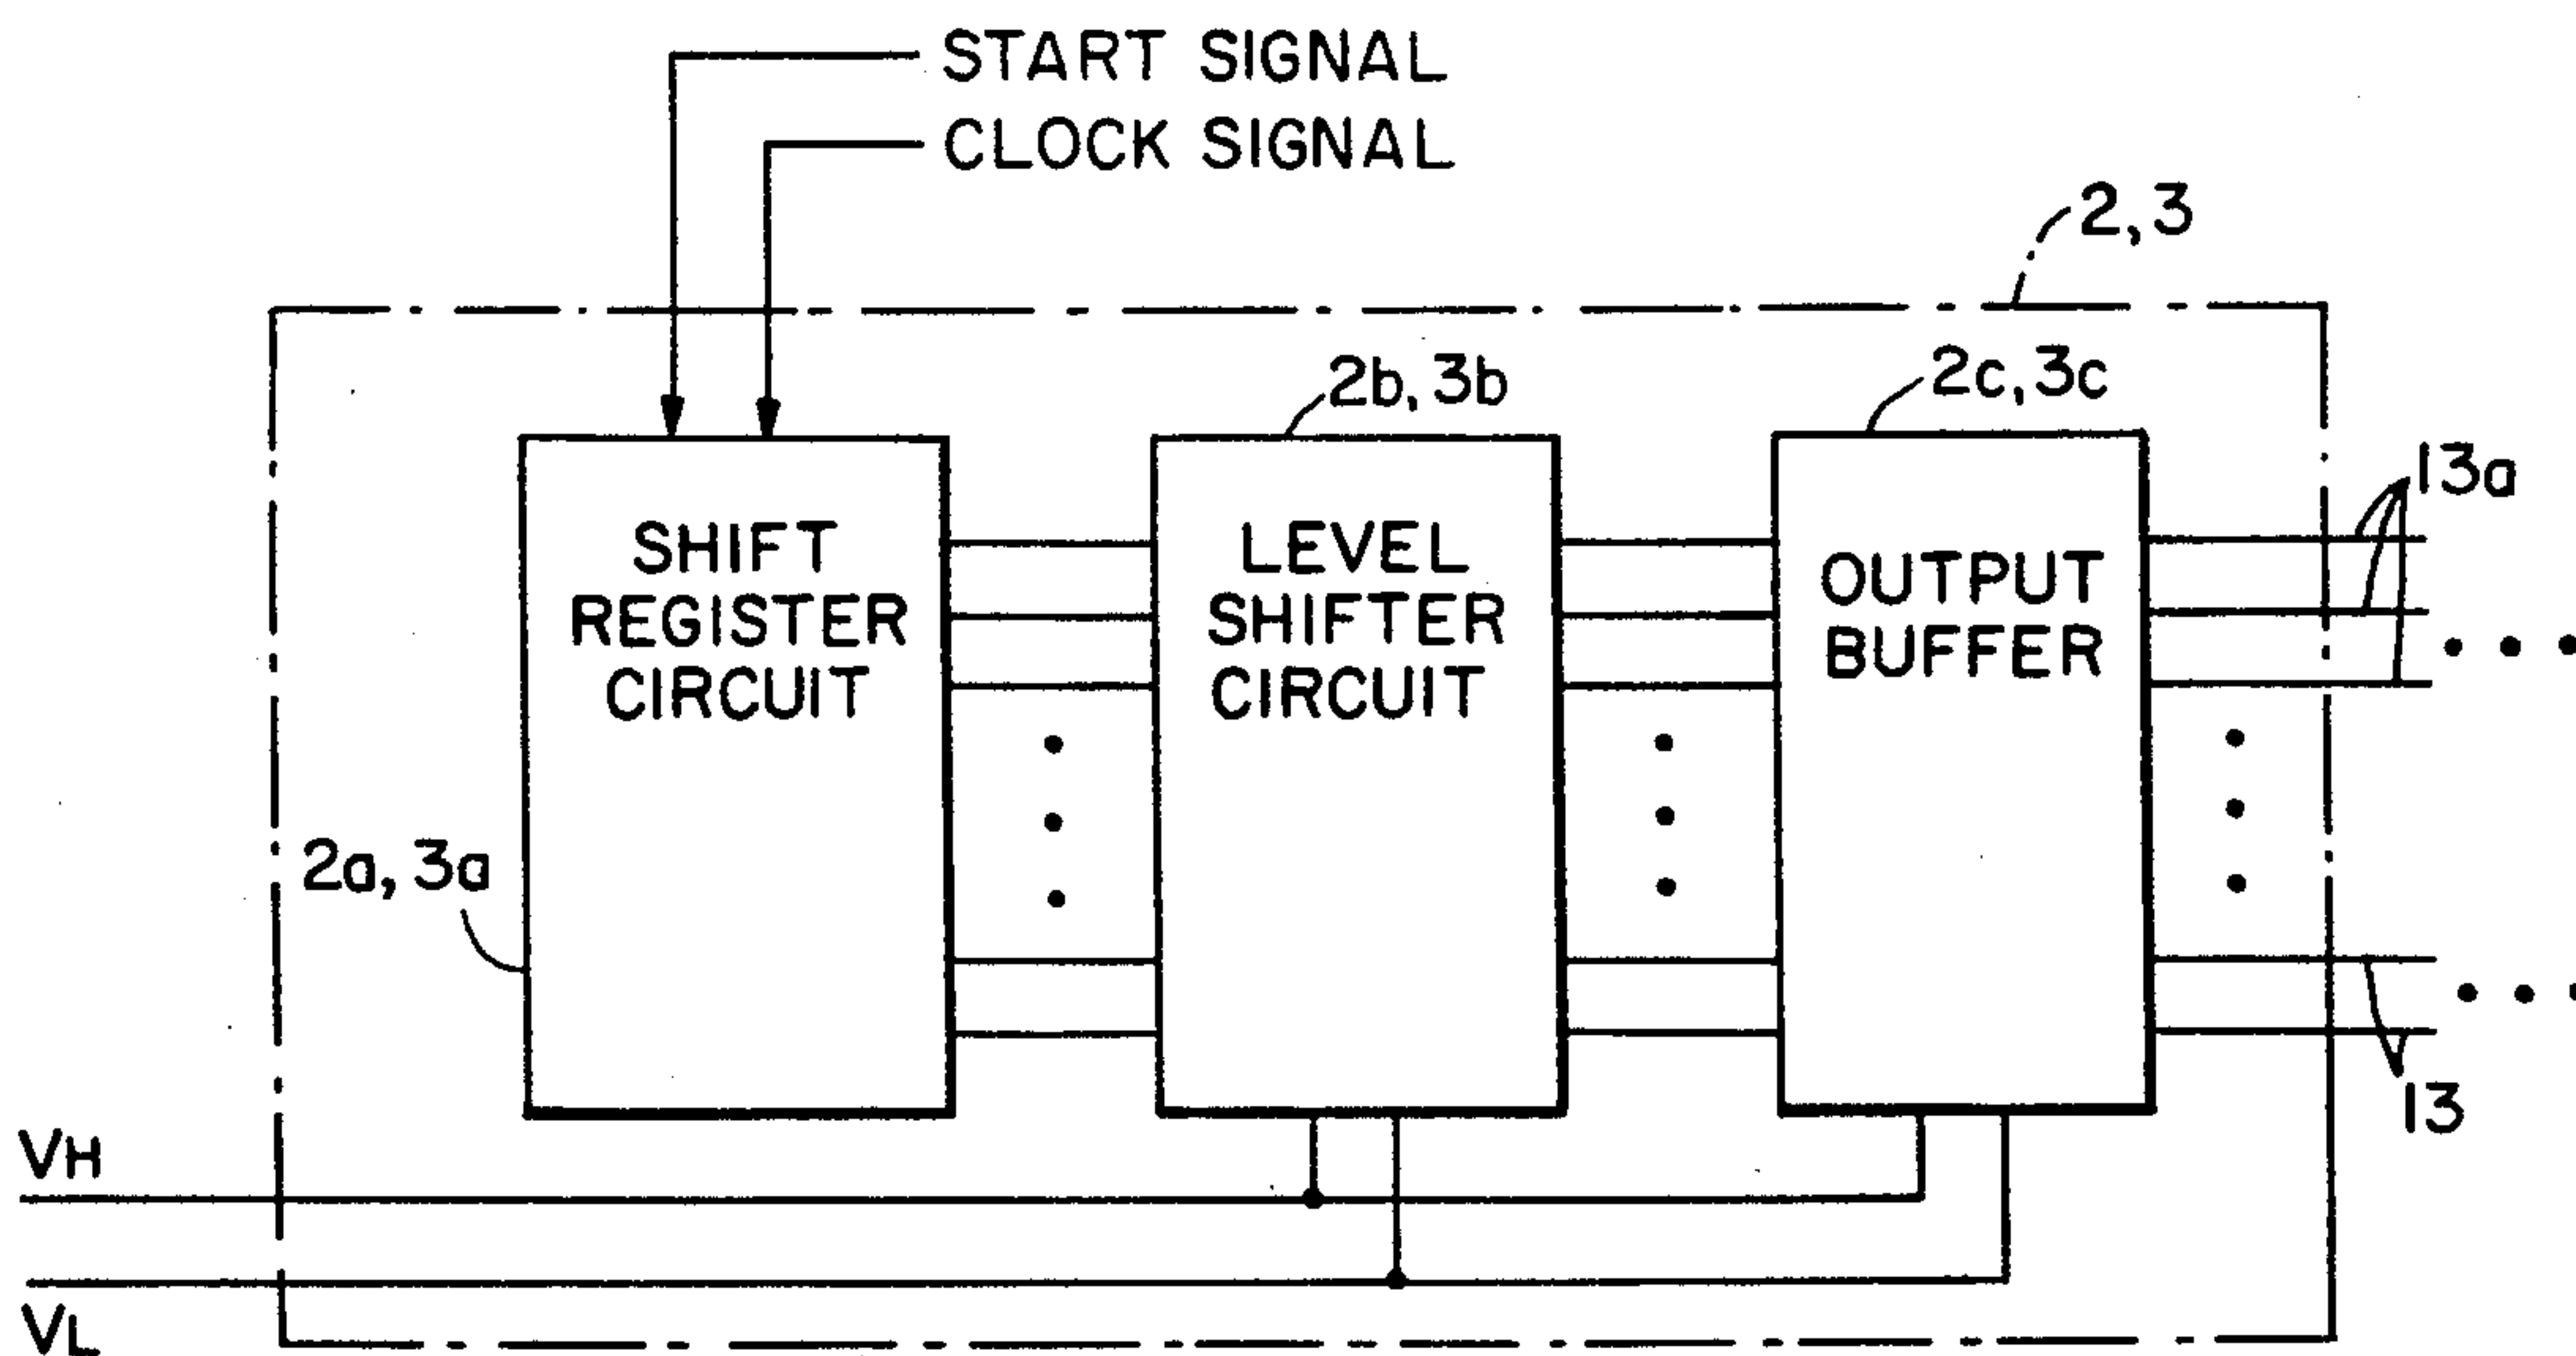 START SIGNAL
CLOCK SIGNAL
2,3
2b, 3b
2c, 3c
13a
SHIFT
REGISTER
CIRCUIT
LEVEL
SHIFTER
CIRCUIT
OUTPUT
BUFFER
2a, 3a
13
VH
VL